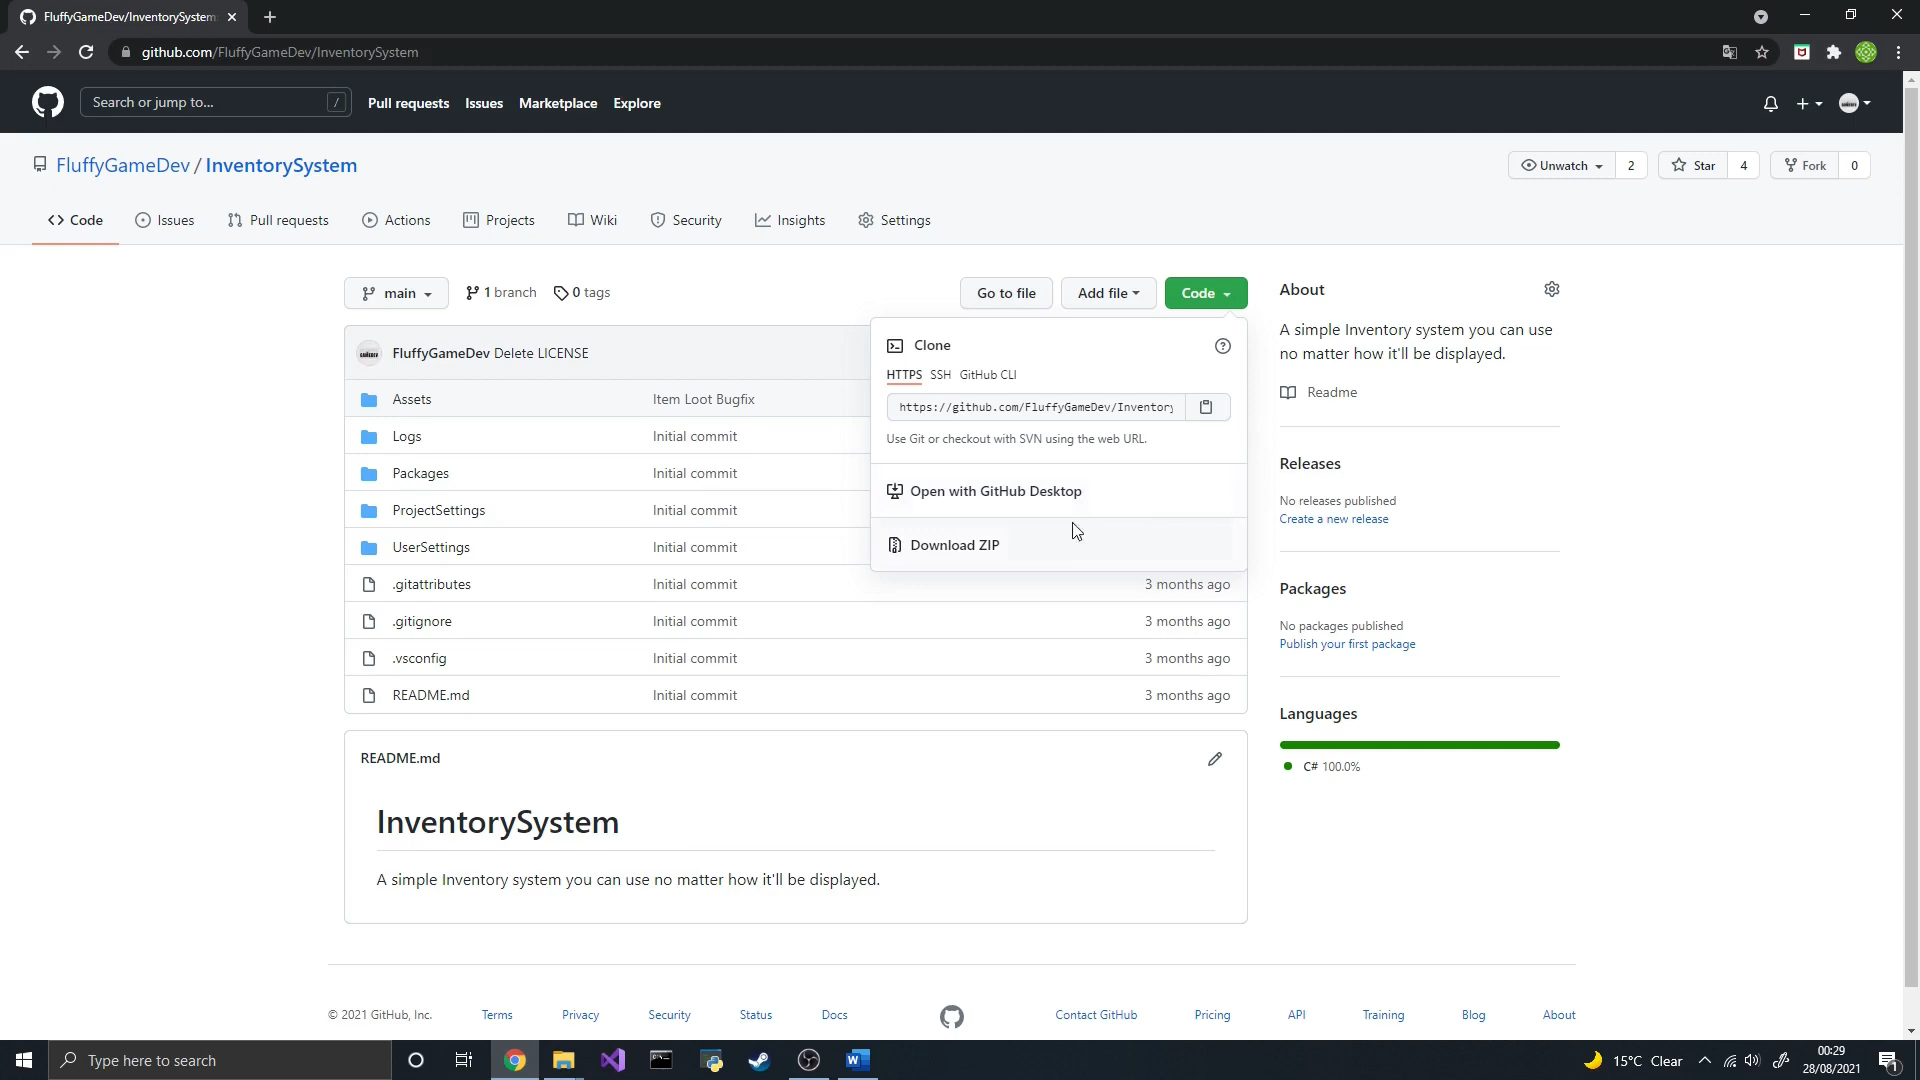 FluffyGameDev/InventorySystem
github.com/FluffyGameDev/InventorySystem
Search or jump to...
/
Pull requests
Issues
Marketplace
Explore
FluffyGameDev / InventorySystem
Unwatch
2
Star
4
Fork
0
Code
Issues
Pull requests
Actions
Projects
Wiki
Security
Insights
Settings
main
1 branch
0 tags
Go to file
Add file
Code
FluffyGameDev Delete LICENSE
Assets
Item Loot Bugfix
Logs
Initial commit
Packages
Initial commit
ProjectSettings
Initial commit
UserSettings
Initial commit
.gitattributes
Initial commit
3 months ago
.gitignore
Initial commit
3 months ago
.vsconfig
Initial commit
3 months ago
README.md
Initial commit
3 months ago
Clone
HTTPS SSH GitHub CLI
https://github.com/FluffyGameDev/Inventory
Use Git or checkout with SVN using the web URL.
Open with GitHub Desktop
Download ZIP
README.md
InventorySystem
A simple Inventory system you can use no matter how it'll be displayed.
About
A simple Inventory system you can use
no matter how it'll be displayed.
Readme
Releases
No releases published
Create a new release
Packages
No packages published
Publish your first package
Languages
C# 100.0%
© 2021 GitHub, Inc.
Terms
Privacy
Security
Status
Docs
Contact GitHub
Pricing
API
Training
Blog
About
Type here to search
15°C Clear
00:29
28/08/2021
1